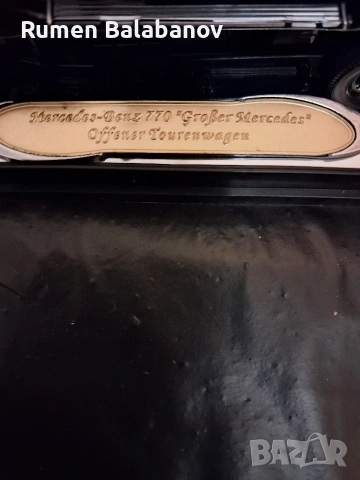 Rumen Balabanov
Mercedes-Benz 770 "Großer Mercedes"
Offener Tourenwagen
BAZAR